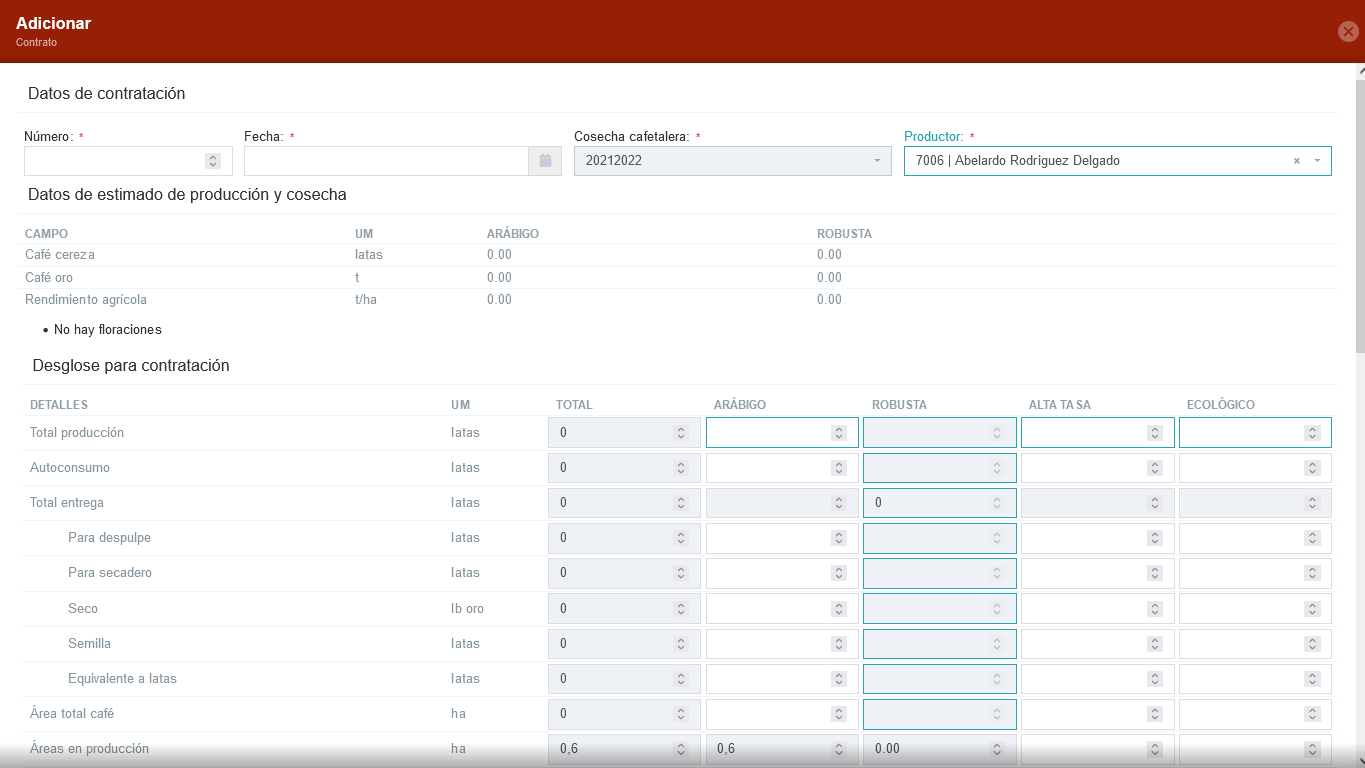 Adicionar
Contrato
Datos de contratación
Número: * Fecha: * Cosecha cafetalera: * Productor: *
20212022 7006 | Abelardo Rodriguez Delgado × 
Datos de estimado de producción y cosecha
CAMPO UM ARÁBIGO ROBUSTA
Café cereza latas 0.00 0.00
Café oro t 0.00 0.00
Rendimiento agrícola t/ha 0.00 0.00
• No hay floraciones
Desglose para contratación
DETALLES UM TOTAL ARÁBIGO ROBUSTA ALTA TASA ECOLÓGICO
Total producción latas 0
Autoconsumo latas 0
Total entrega latas 0 0
Para despulpe latas 0
Para secadero latas 0
Seco lb oro 0
Semilla latas 0
Equivalente a latas latas 0
Área total café ha 0
Áreas en producción ha 0,6 0,6 0.00